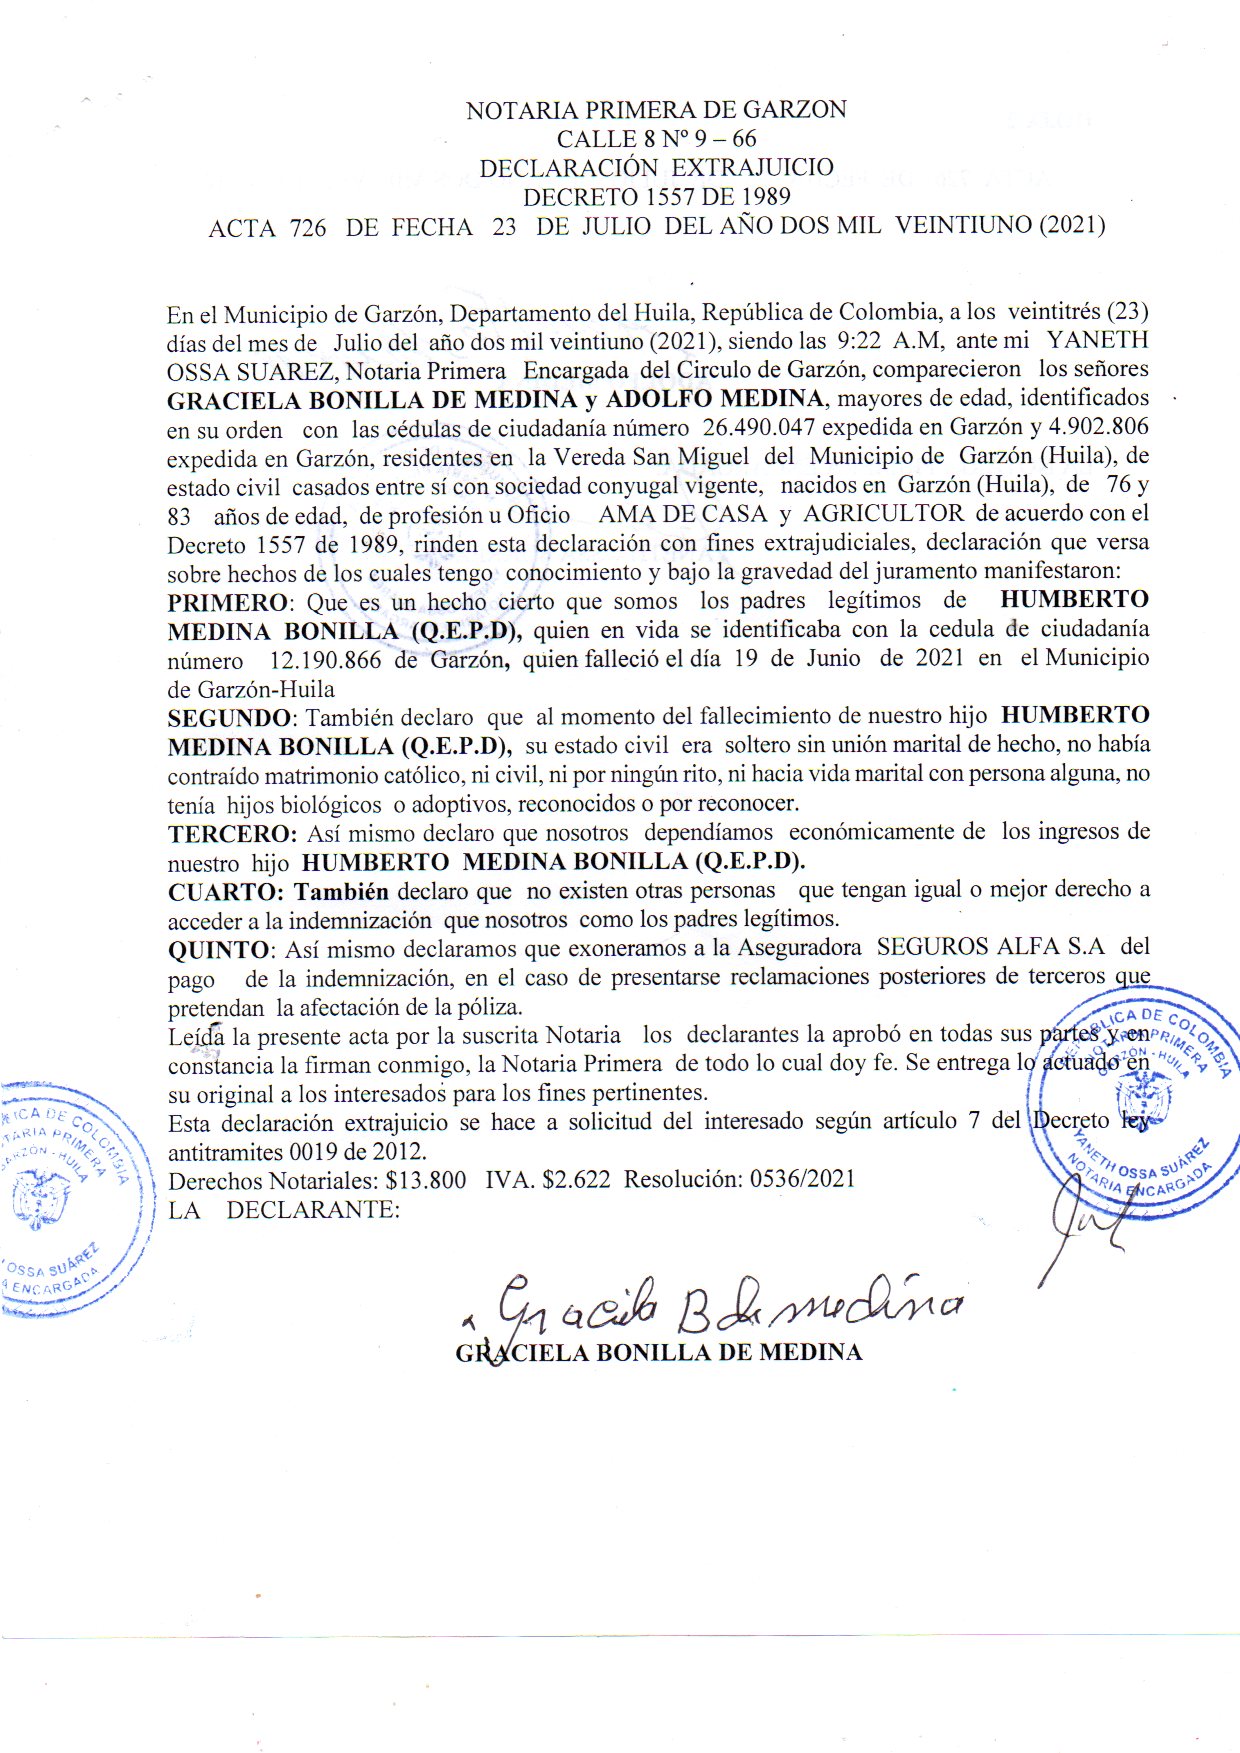 NOTARIA PRIMERA DE GARZON
CALLE 8 Nº 9 – 66
DECLARACIÓN EXTRAJUICIO
DECRETO 1557 DE 1989
ACTA 726 DE FECHA 23 DE JULIO DEL AÑO DOS MIL VEINTIUNO (2021)
En el Municipio de Garzón, Departamento del Huila, República de Colombia, a los veintitrés (23)
días del mes de Julio del año dos mil veintiuno (2021), siendo las 9:22 A.M, ante mi YANETH
OSSA SUAREZ, Notaria Primera Encargada del Circulo de Garzón, comparecieron los señores
GRACIELA BONILLA DE MEDINA y ADOLFO MEDINA, mayores de edad, identificados
en su orden con las cédulas de ciudadanía número 26.490.047 expedida en Garzón y 4.902.806
expedida en Garzón, residentes en la Vereda San Miguel del Municipio de Garzón (Huila), de
estado civil casados entre sí con sociedad conyugal vigente, nacidos en Garzón (Huila), de 76 y
83 años de edad, de profesión u Oficio AMA DE CASA y AGRICULTOR de acuerdo con el
Decreto 1557 de 1989, rinden esta declaración con fines extrajudiciales, declaración que versa
sobre hechos de los cuales tengo conocimiento y bajo la gravedad del juramento manifestaron:
PRIMERO: Que es un hecho cierto que somos los padres legítimos de HUMBERTO
MEDINA BONILLA (Q.E.P.D), quien en vida se identificaba con la cedula de ciudadanía
número 12.190.866 de Garzón, quien falleció el día 19 de Junio de 2021 en el Municipio
de Garzón-Huila
SEGUNDO: También declaro que al momento del fallecimiento de nuestro hijo HUMBERTO
MEDINA BONILLA (Q.E.P.D), su estado civil era soltero sin unión marital de hecho, no había
contraído matrimonio católico, ni civil, ni por ningún rito, ni hacia vida marital con persona alguna, no
tenía hijos biológicos o adoptivos, reconocidos o por reconocer.
TERCERO: Así mismo declaro que nosotros dependíamos económicamente de los ingresos de
nuestro hijo HUMBERTO MEDINA BONILLA (Q.E.P.D).
CUARTO: También declaro que no existen otras personas que tengan igual o mejor derecho a
acceder a la indemnización que nosotros como los padres legítimos.
QUINTO: Así mismo declaramos que exoneramos a la Aseguradora SEGUROS ALFA S.A del
pago de la indemnización, en el caso de presentarse reclamaciones posteriores de terceros que
pretendan la afectación de la póliza.
Leída la presente acta por la suscrita Notaria los declarantes la aprobó en todas sus partes y en
constancia la firman conmigo, la Notaria Primera de todo lo cual doy fe. Se entrega lo actuado en
su original a los interesados para los fines pertinentes.
Esta declaración extrajuicio se hace a solicitud del interesado según artículo 7 del Decreto ley
antitramites 0019 de 2012.
Derechos Notariales: $13.800 IVA. $2.622 Resolución: 0536/2021
LA DECLARANTE:
REPÚBLICA DE COLOMBIA
NOTARIA PRIMERA
GARZÓN - HUILA
YANETH OSSA SUÁREZ
NOTARIA ENCARGADA
ICA DE COLOMBIA
TARIA PRIMERA
GARZÓN - HUILA
OSSA SUÁREZ
A ENCARGADA
Graciela B de medina
GRACIELA BONILLA DE MEDINA